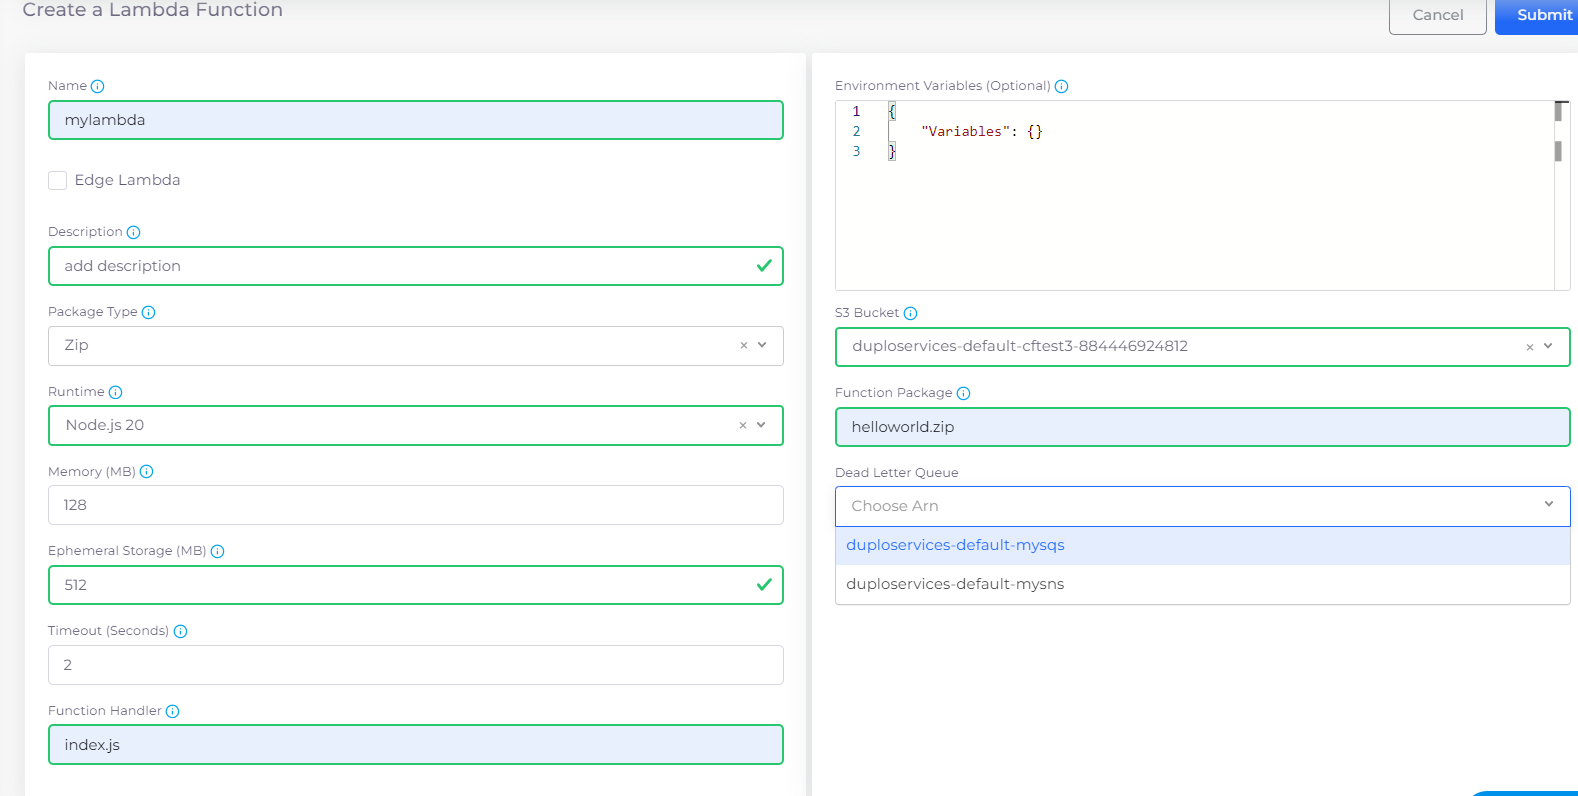 Create a Lambda Function
Cancel
Submit
Name
mylambda
Edge Lambda
Description
add description
Package Type
Zip
Runtime
Node.js 20
Memory (MB)
128
Ephemeral Storage (MB)
512
Timeout (Seconds)
2
Function Handler
index.js
Environment Variables (Optional)
1 {
2 "Variables": {}
3 }
S3 Bucket
duploservices-default-cftest3-884446924812
Function Package
helloworld.zip
Dead Letter Queue
Choose Arn
duploservices-default-mysqs
duploservices-default-mysns